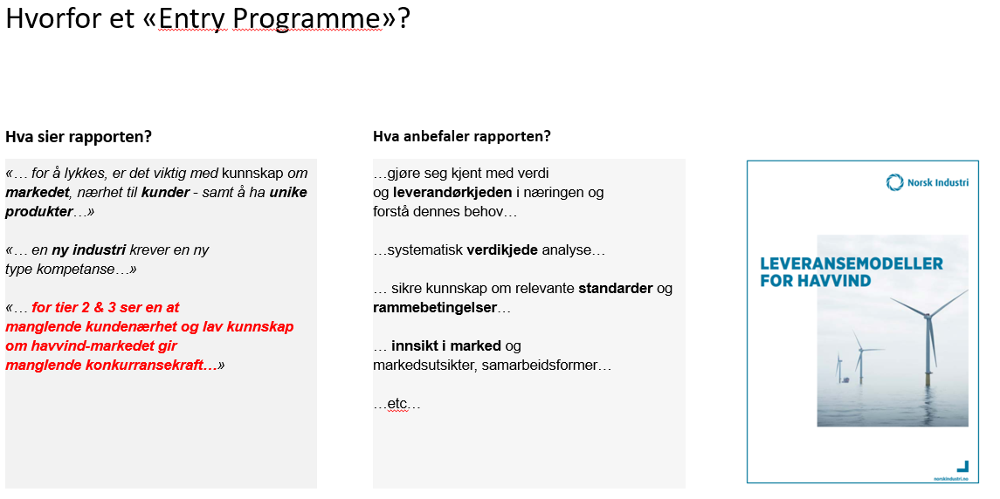 Hvorfor et «Entry Programme»?
Hva sier rapporten?
«… for å lykkes, er det viktig med kunnskap om
markedet, nærhet til kunder - samt å ha unike
produkter…»
«… en ny industri krever en ny
type kompetanse…»
«… for tier 2 & 3 ser en at
manglende kundenærhet og lav kunnskap
om havvind-markedet gir
manglende konkurransekraft…»
Hva anbefaler rapporten?
…gjøre seg kjent med verdi
og leverandørkjeden i næringen og
forstå dennes behov…
…systematisk verdikjede analyse…
… sikre kunnskap om relevante standarder og
rammebetingelser…
… innsikt i marked og
markedsutsikter, samarbeidsformer…
…etc…
Norsk Industri
LEVERANSEMODELLER
FOR HAVVIND
norskindustri.no